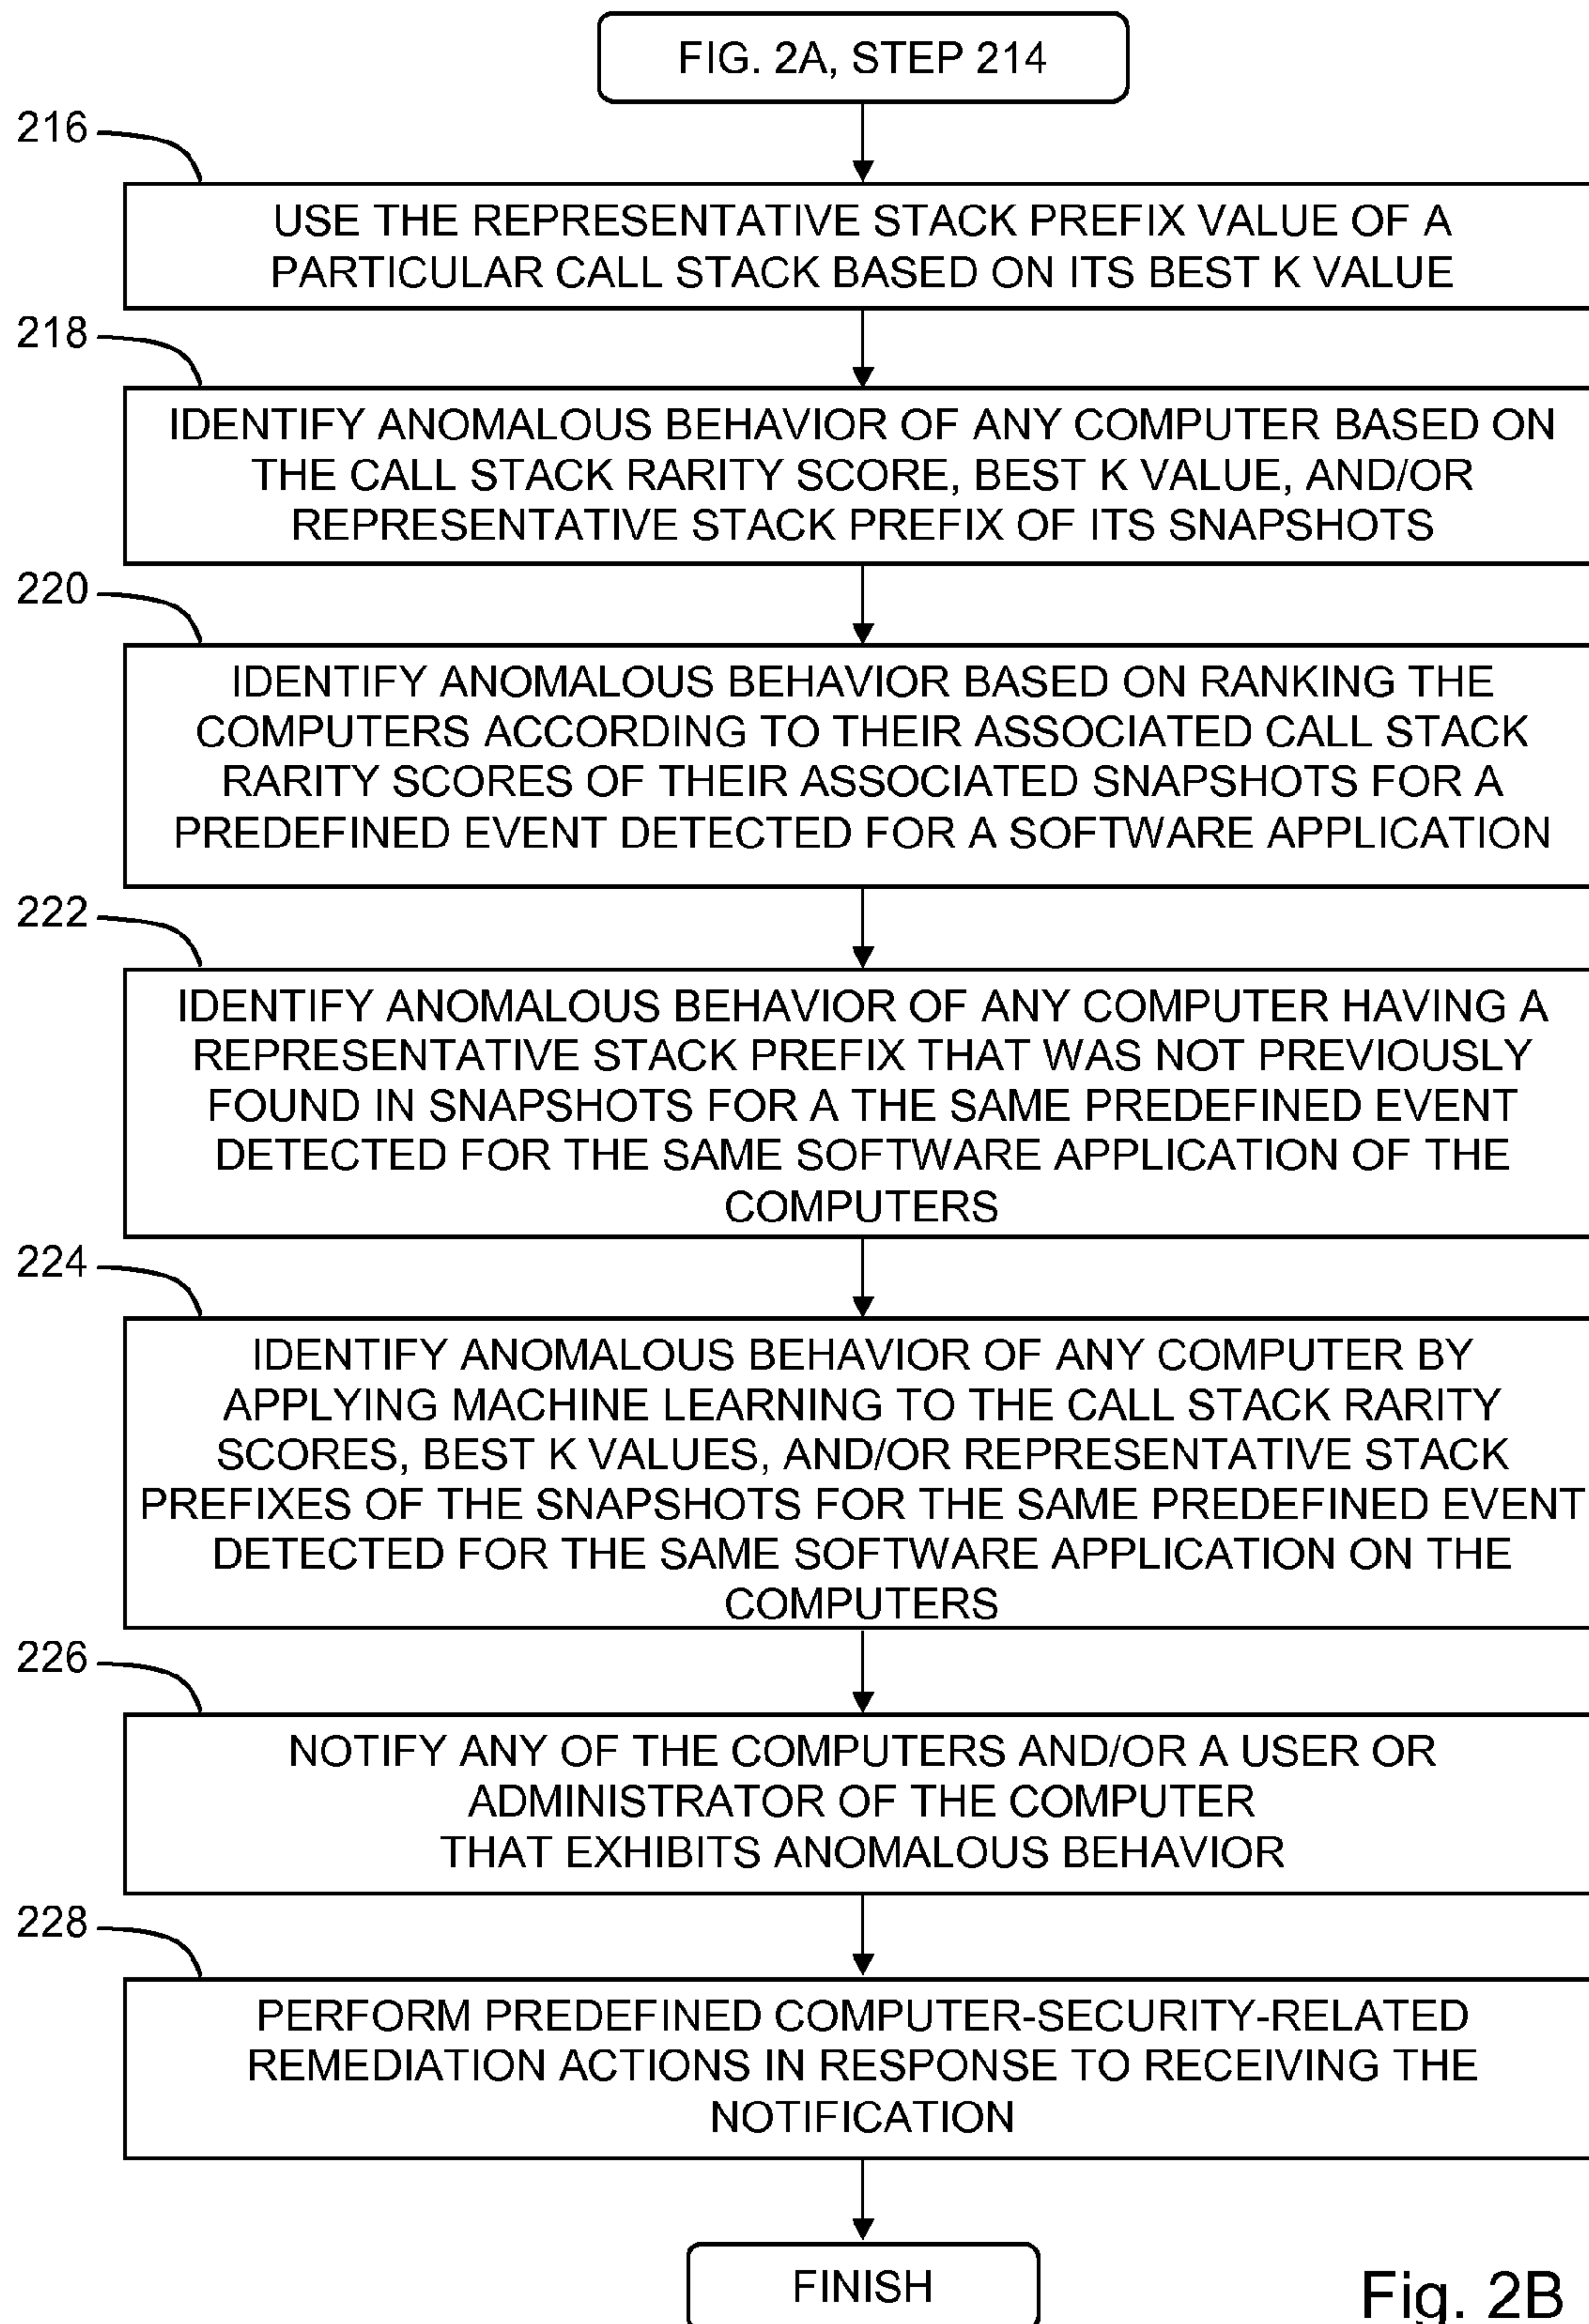 FIG. 2A, STEP 214
216
USE THE REPRESENTATIVE STACK PREFIX VALUE OF A
PARTICULAR CALL STACK BASED ON ITS BEST K VALUE
218
IDENTIFY ANOMALOUS BEHAVIOR OF ANY COMPUTER BASED ON
THE CALL STACK RARITY SCORE, BEST K VALUE, AND/OR
REPRESENTATIVE STACK PREFIX OF ITS SNAPSHOTS
220
IDENTIFY ANOMALOUS BEHAVIOR BASED ON RANKING THE
COMPUTERS ACCORDING TO THEIR ASSOCIATED CALL STACK
RARITY SCORES OF THEIR ASSOCIATED SNAPSHOTS FOR A
PREDEFINED EVENT DETECTED FOR A SOFTWARE APPLICATION
222
IDENTIFY ANOMALOUS BEHAVIOR OF ANY COMPUTER HAVING A
REPRESENTATIVE STACK PREFIX THAT WAS NOT PREVIOUSLY
FOUND IN SNAPSHOTS FOR A THE SAME PREDEFINED EVENT
DETECTED FOR THE SAME SOFTWARE APPLICATION OF THE
COMPUTERS
224
IDENTIFY ANOMALOUS BEHAVIOR OF ANY COMPUTER BY
APPLYING MACHINE LEARNING TO THE CALL STACK RARITY
SCORES, BEST K VALUES, AND/OR REPRESENTATIVE STACK
PREFIXES OF THE SNAPSHOTS FOR THE SAME PREDEFINED EVENT
DETECTED FOR THE SAME SOFTWARE APPLICATION ON THE
COMPUTERS
226
NOTIFY ANY OF THE COMPUTERS AND/OR A USER OR
ADMINISTRATOR OF THE COMPUTER
THAT EXHIBITS ANOMALOUS BEHAVIOR
228
PERFORM PREDEFINED COMPUTER-SECURITY-RELATED
REMEDIATION ACTIONS IN RESPONSE TO RECEIVING THE
NOTIFICATION
FINISH
Fig. 2B